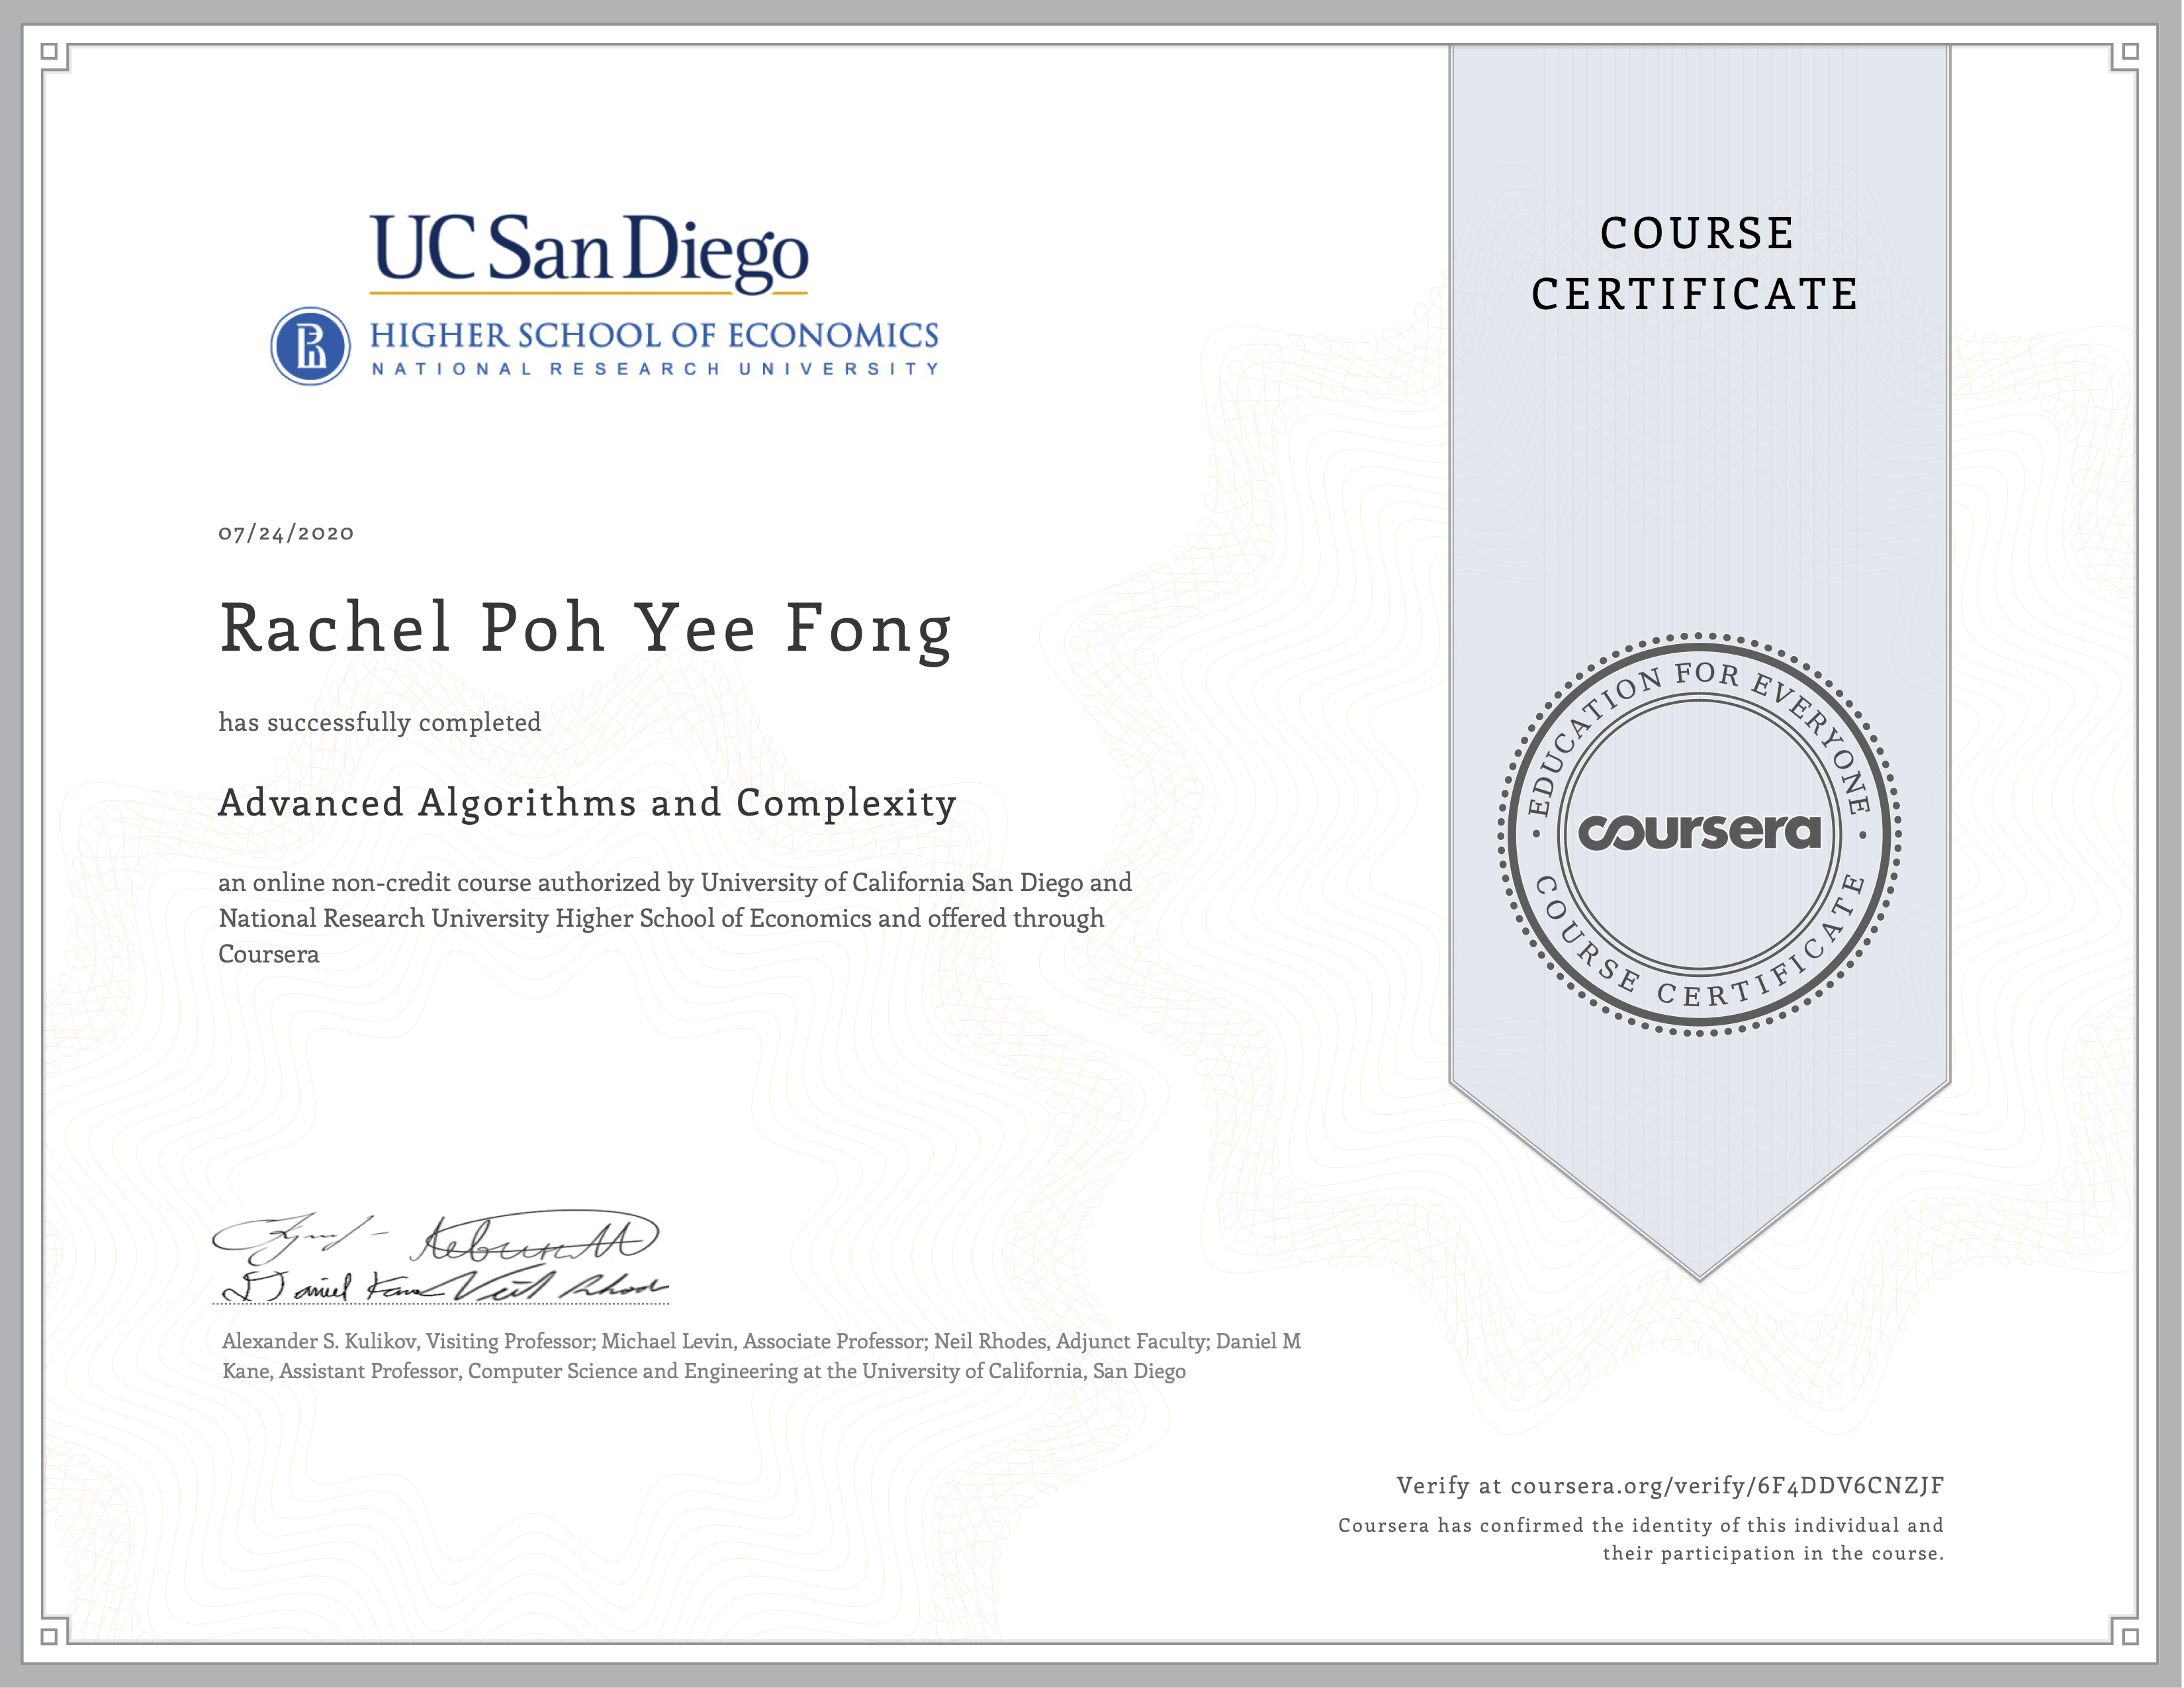 UC San Diego
HIGHER SCHOOL OF ECONOMICS
NATIONAL RESEARCH UNIVERSITY
COURSE
CERTIFICATE
07/24/2020
Rachel Poh Yee Fong
has successfully completed
Advanced Algorithms and Complexity
an online non-credit course authorized by University of California San Diego and
National Research University Higher School of Economics and offered through
Coursera
EDUCATION FOR EVERYONE
coursera
COURSE CERTIFICATE
Daniel Kane Neil Rhodes
Alexander S. Kulikov, Visiting Professor; Michael Levin, Associate Professor; Neil Rhodes, Adjunct Faculty; Daniel M
Kane, Assistant Professor, Computer Science and Engineering at the University of California, San Diego
Verify at coursera.org/verify/6F4DDV6CNZJF
Coursera has confirmed the identity of this individual and
their participation in the course.